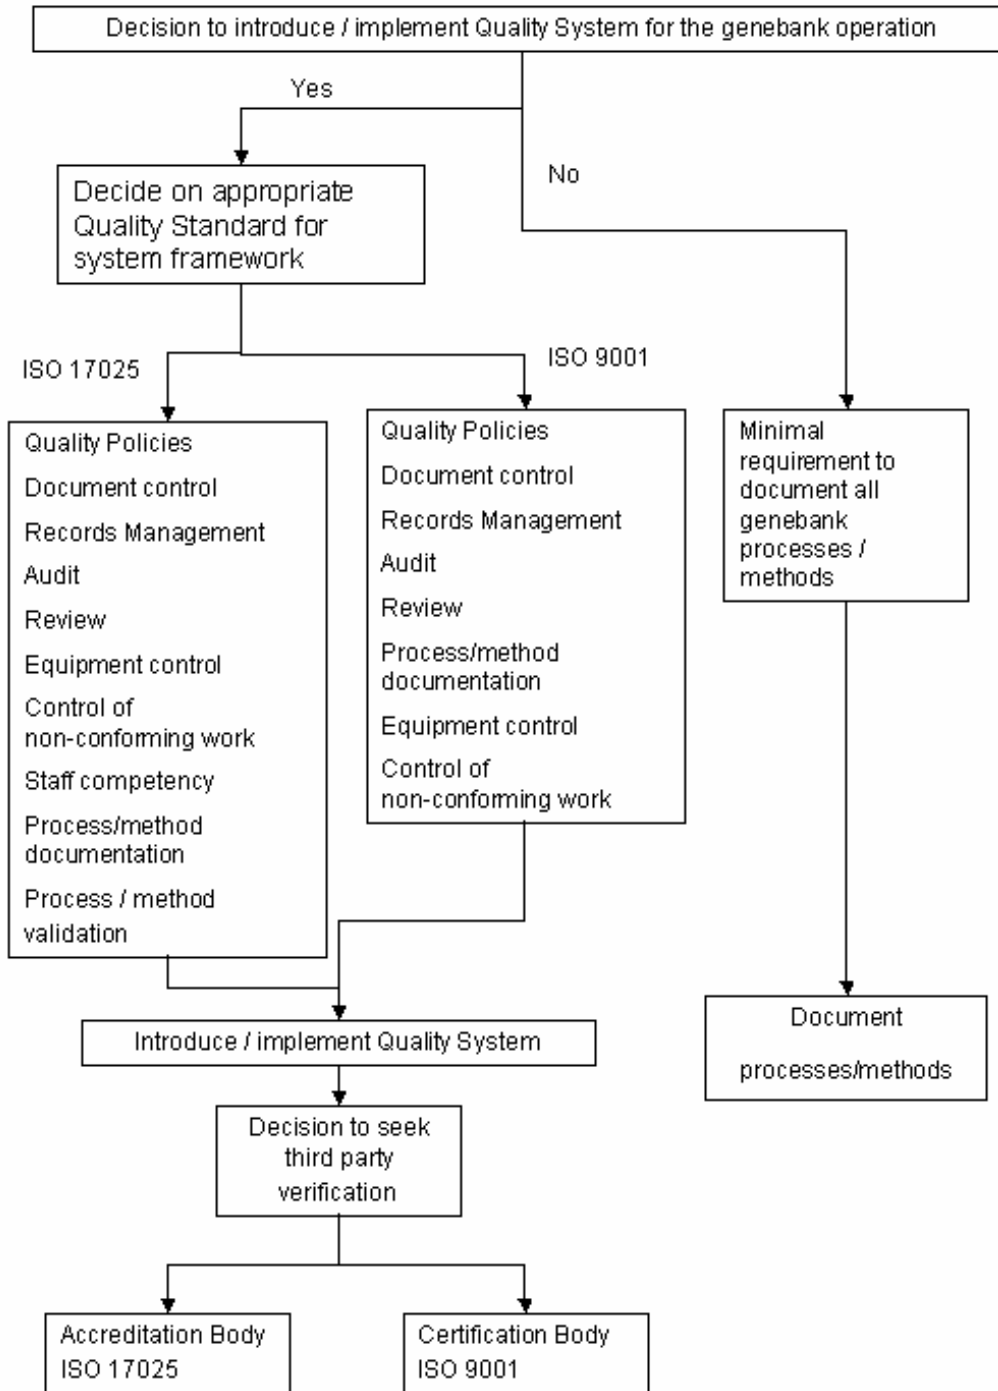 Decision to introduce / implement Quality System for the genebank operation
Yes
No
Decide on appropriate
Quality Standard for
system framework
ISO 17025
ISO 9001
Quality Policies
Document control
Records Management
Audit
Review
Equipment control
Control of
non-conforming work
Staff competency
Process/method
documentation
Process / method
validation
Quality Policies
Document control
Records Management
Audit
Review
Process/method
documentation
Equipment control
Control of
non-conforming work
Minimal
requirement to
document all
genebank
processes /
methods
Introduce / implement Quality System
Document
processes/methods
Decision to seek
third party
verification
Accreditation Body
ISO 17025
Certification Body
ISO 9001